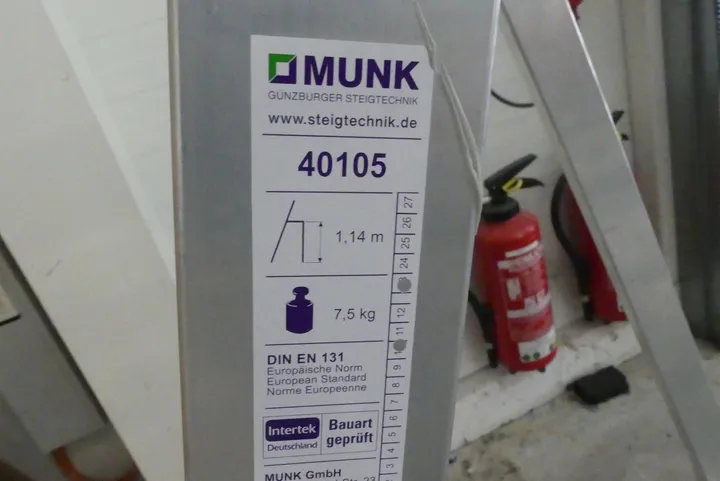 MUNK
GÜNZBURGER STEIGTECHNIK
www.steigtechnik.de
40105
1,14 m
7,5 kg
DIN EN 131
Europäische Norm
European Standard
Norme Europeenne
Intertek
Deutschland
Bauart
geprüft
MUNK GmbH
27
26
25
24
12
11
9
8
7
6
5
4
3